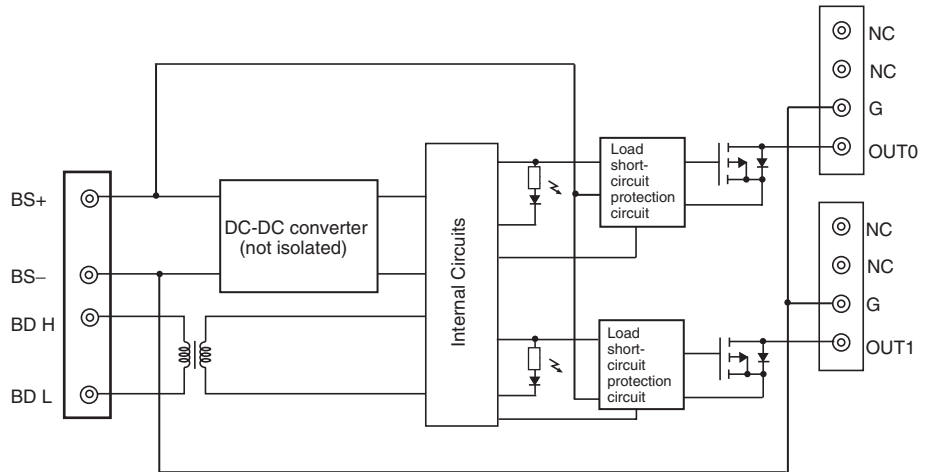 NC
NC
G
OUT0
BS+
BS–
BD H
BD L
DC-DC converter
(not isolated)
Internal Circuits
Load
short-
circuit
protection
circuit
NC
NC
G
OUT1
Load
short-
circuit
protection
circuit